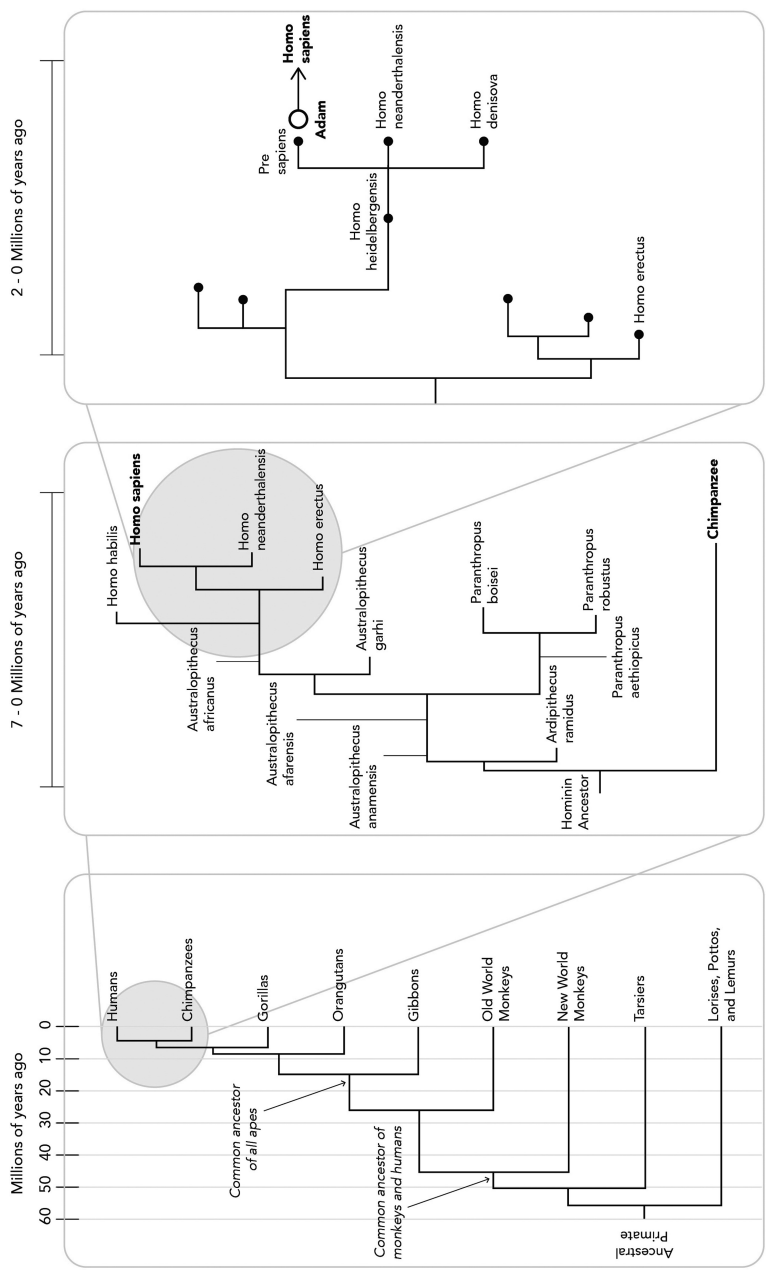 Millions of years ago
60
50
40
30
20
10
0
Humans
Chimpanzees
Gorillas
Orangutans
Gibbons
Old World
Monkeys
New World
Monkeys
Tarsiers
Lorises, Pottos,
and Lemurs
Common ancestor
of all apes
Common ancestor of
monkeys and humans
Ancestral
Primate
7 - 0 Millions of years ago
Homo habilis
Homo sapiens
Homo
neanderthalensis
Homo erectus
Australopithecus
africanus
Australopithecus
garhi
Australopithecus
afarensis
Australopithecus
anamensis
Paranthropus
boisei
Paranthropus
robustus
Paranthropus
aethiopicus
Ardipithecus
ramidus
Hominin
Ancestor
Chimpanzee
2 - 0 Millions of years ago
Pre
sapiens
Adam
Homo
sapiens
Homo
heidelbergensis
Homo
neanderthalensis
Homo
denisova
Homo erectus